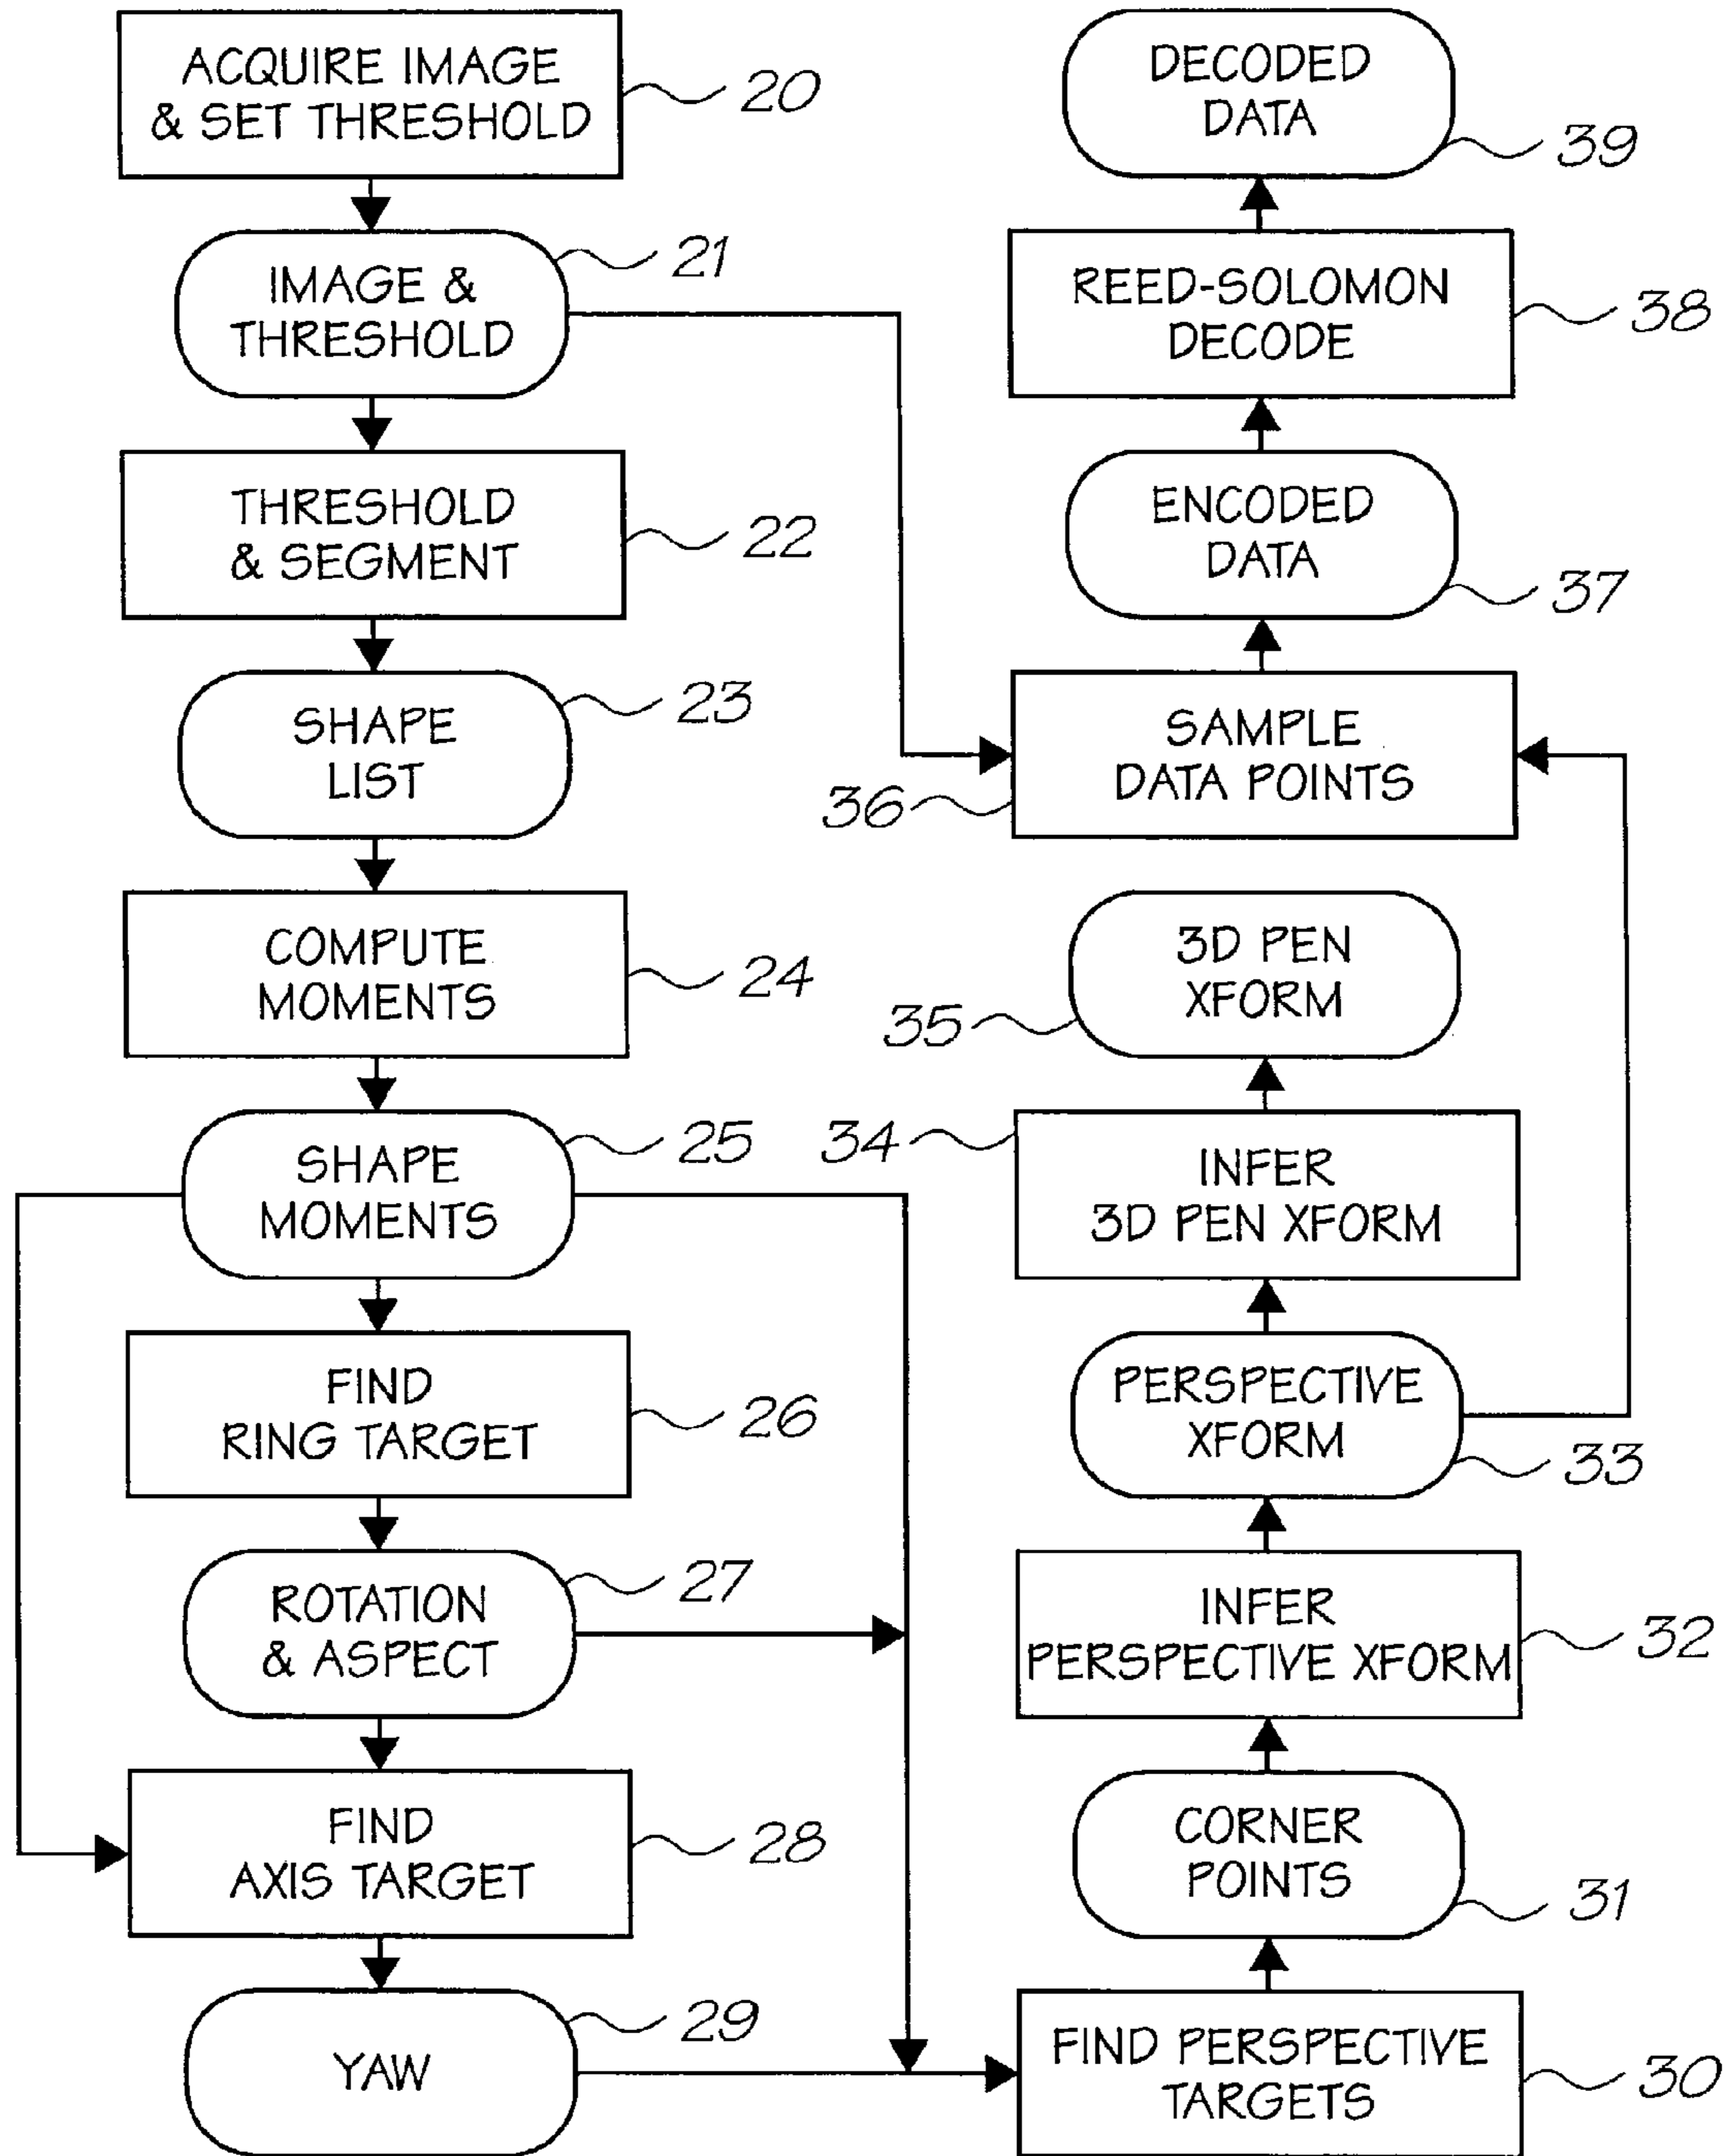 ACQUIRE IMAGE
& SET THRESHOLD
20
IMAGE &
THRESHOLD
21
THRESHOLD
& SEGMENT
22
SHAPE
LIST
23
COMPUTE
MOMENTS
24
SHAPE
MOMENTS
25
FIND
RING TARGET
26
ROTATION
& ASPECT
27
FIND
AXIS TARGET
28
YAW
29
FIND PERSPECTIVE
TARGETS
30
CORNER
POINTS
31
INFER
PERSPECTIVE XFORM
32
PERSPECTIVE
XFORM
33
INFER
3D PEN XFORM
34
3D PEN
XFORM
35
SAMPLE
DATA POINTS
36
ENCODED
DATA
37
REED-SOLOMON
DECODE
38
DECODED
DATA
39